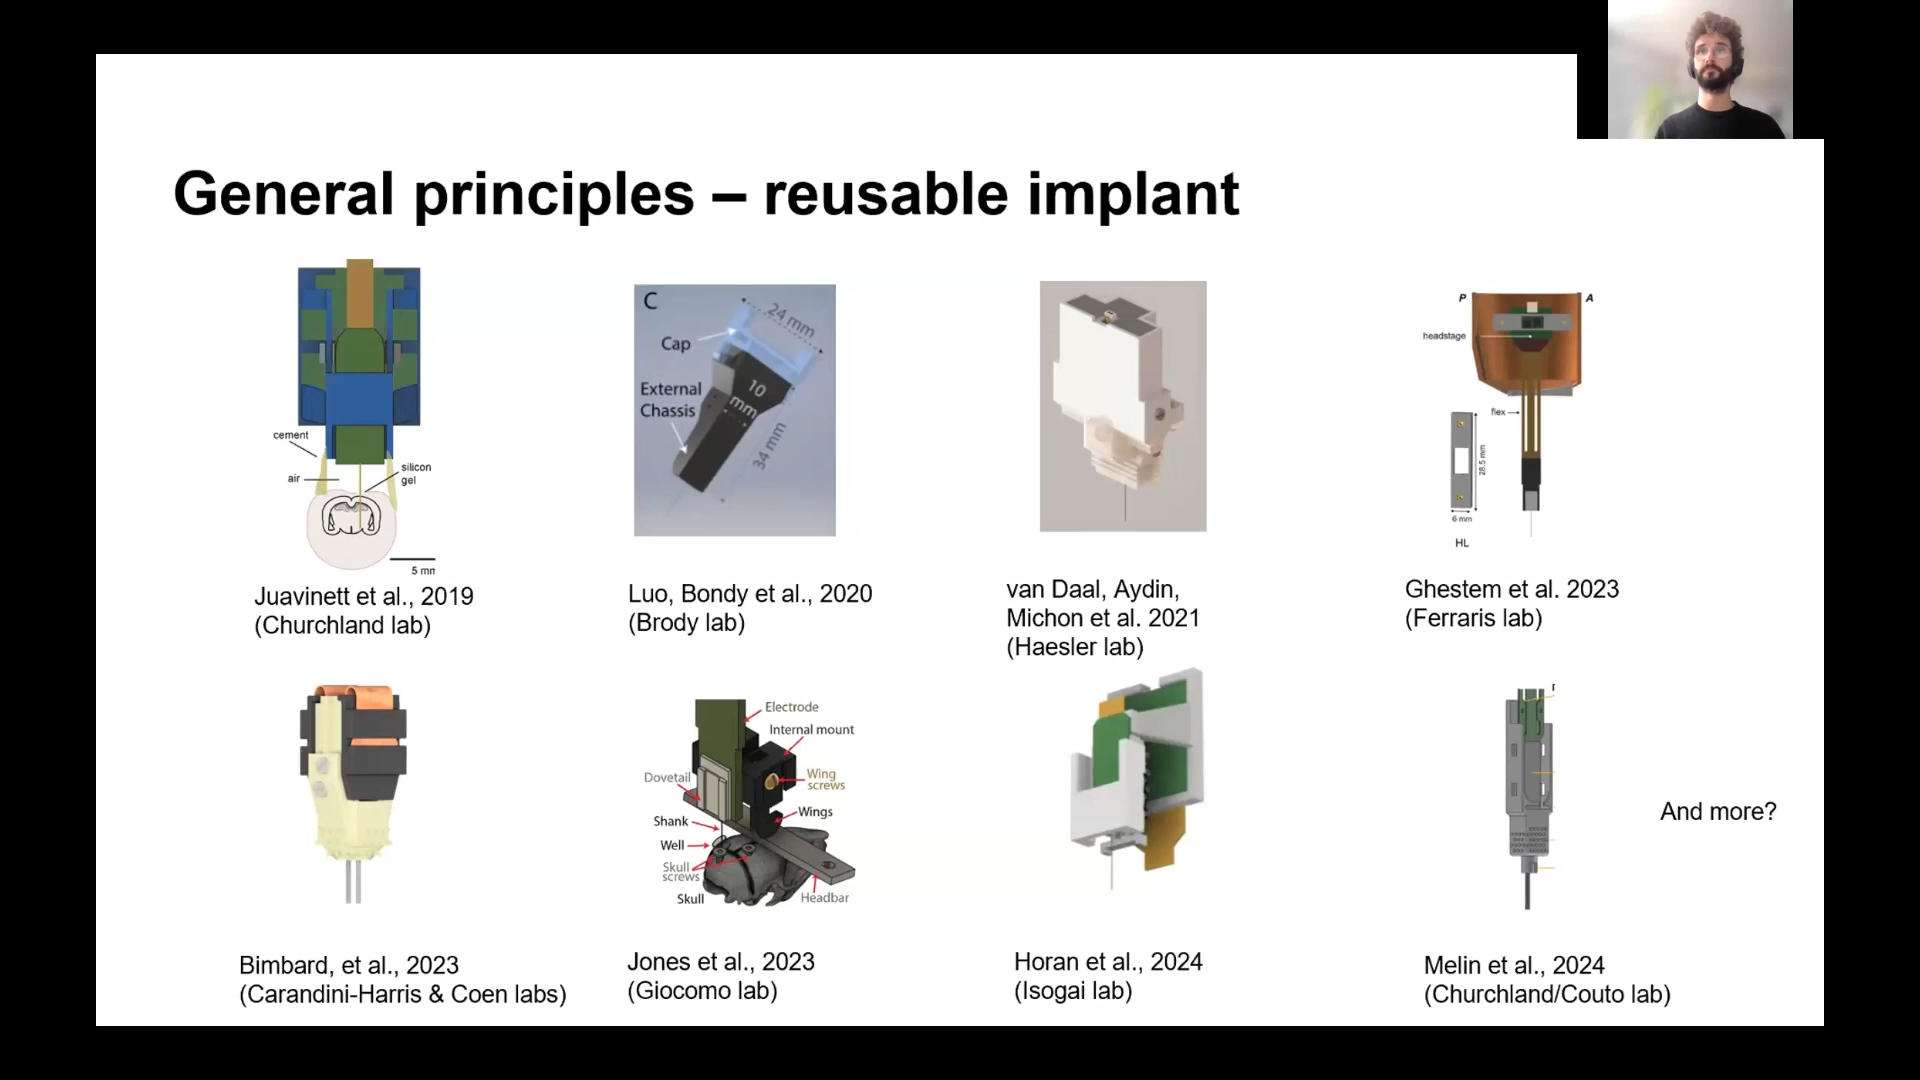 General principles – reusable implant
cement
air
silicon
gel
5 mm
Juavinett et al., 2019
(Churchland lab)
C
24 mm
Cap
External
Chassis
10
mm
34 mm
Luo, Bondy et al., 2020
(Brody lab)
van Daal, Aydin,
Michon et al. 2021
(Haesler lab)
P
A
headstage
flex
28.5 mm
6 mm
HL
Ghestem et al. 2023
(Ferraris lab)
Bimbard, et al., 2023
(Carandini-Harris & Coen labs)
Electrode
Internal mount
Dovetail
Wing
screws
Shank
Wings
Well
Skull
screws
Skull
Headbar
Jones et al., 2023
(Giocomo lab)
Horan et al., 2024
(Isogai lab)
Melin et al., 2024
(Churchland/Couto lab)
And more?